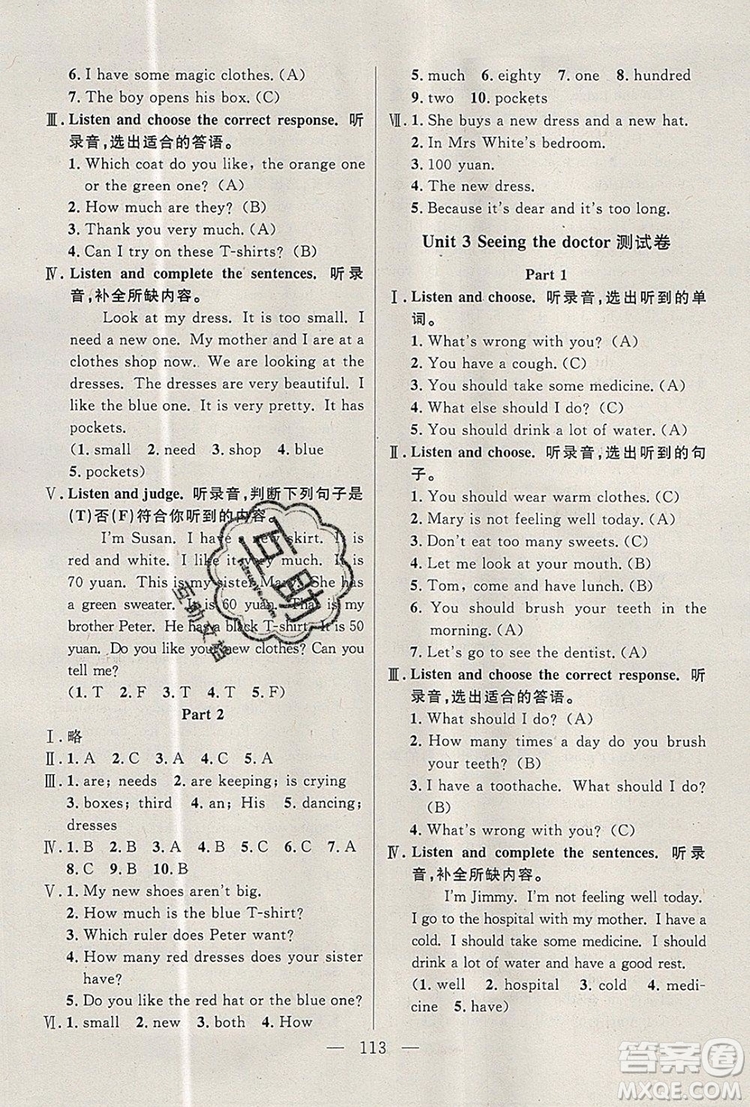 6. I have some magic clothes. (A)
7. The boy opens his box. (C)
Ⅲ. Listen and choose the correct response. 听
录音,选出适合的答语。
1. Which coat do you like, the orange one
or the green one? (A)
2. How much are they? (B)
3. Thank you very much. (A)
4. Can I try on these T-shirts? (A)
Ⅳ. Listen and complete the sentences. 听录
音,补全所缺内容。
Look at my dress. It is too small. I
need a new one. My mother and I are at a
clothes shop now. We are looking at the
dresses. The dresses are very beautiful. I
like the blue one. It is very pretty. It has
pockets.
(1. small 2. need 3. shop 4. blue
5. pockets)
Ⅴ. Listen and judge. 听录音,判断下列句子是
(T)否(F)符合你听到的内容。
I'm Susan. I have a new skirt. It is
red and white. I like it very much. It is
70 yuan. This is my sister Mary. She has
a green sweater. It is 60 yuan. This is my
brother Peter. He has a black T-shirt. It is 50
yuan. Do you like my new clothes? Can you
tell me?
(1. T 2. F 3. T 4. F 5. T)
Part 2
Ⅰ. 略
Ⅱ. 1. A 2. A 3. B 4. C 5. C
Ⅲ. 1. are; needs 2. are keeping; is crying
3. boxes; third 4. an; His 5. dancing;
dresses
Ⅳ. 1. B 2. B 3. B 4. C 5. A 6. B 7. A
8. C 9. C 10. B
Ⅴ. 1. My new shoes aren't big.
2. How much is the blue T-shirt?
3. Which ruler does Peter want?
4. How many red dresses does your sister
have?
5. Do you like the red hat or the blue one?
Ⅵ. 1. small 2. new 3. both 4. How
5. much 6. eighty 7. of 8. hundred
9. two 10. pockets
Ⅶ. 1. She buys a new dress and a new hat.
2. In Mrs White's bedroom.
3. 100 yuan.
4. The new dress.
5. Because it's dear and it's too long.
Unit 3 Seeing the doctor 测试卷
Part 1
Ⅰ. Listen and choose. 听录音,选出听到的单
词。
1. What's wrong with you? (A)
2. You have a cough. (C)
3. You should take some medicine. (A)
4. What else should I do? (A)
5. You should drink a lot of water. (A)
Ⅱ. Listen and choose. 听录音,选出听到的句
子。
1. You should wear warm clothes. (C)
2. Mary is not feeling well today. (C)
3. Don't eat too many sweets. (C)
4. Let me look at your mouth. (B)
5. Tom, come and have lunch. (B)
6. You should brush your teeth in the
morning. (C)
7. Let's go to see the dentist. (C)
Ⅲ. Listen and choose the correct response. 听
录音,选出适合的答语。
1. What should I do? (A)
2. How many times a day do you brush
your teeth? (B)
3. I have a toothache. What should I do?
(B)
4. What's wrong with you? (C)
Ⅳ. Listen and complete the sentences. 听录
音,补全所缺内容。
I'm Jimmy. I'm not feeling well today.
I go to the hospital with my mother. I have a
cold. I should take some medicine. I should
drink a lot of water and have a good rest.
(1. well 2. hospital 3. cold 4. medi-
cine 5. have)
113
互助
互助文档
答案圈
MXQE.COM